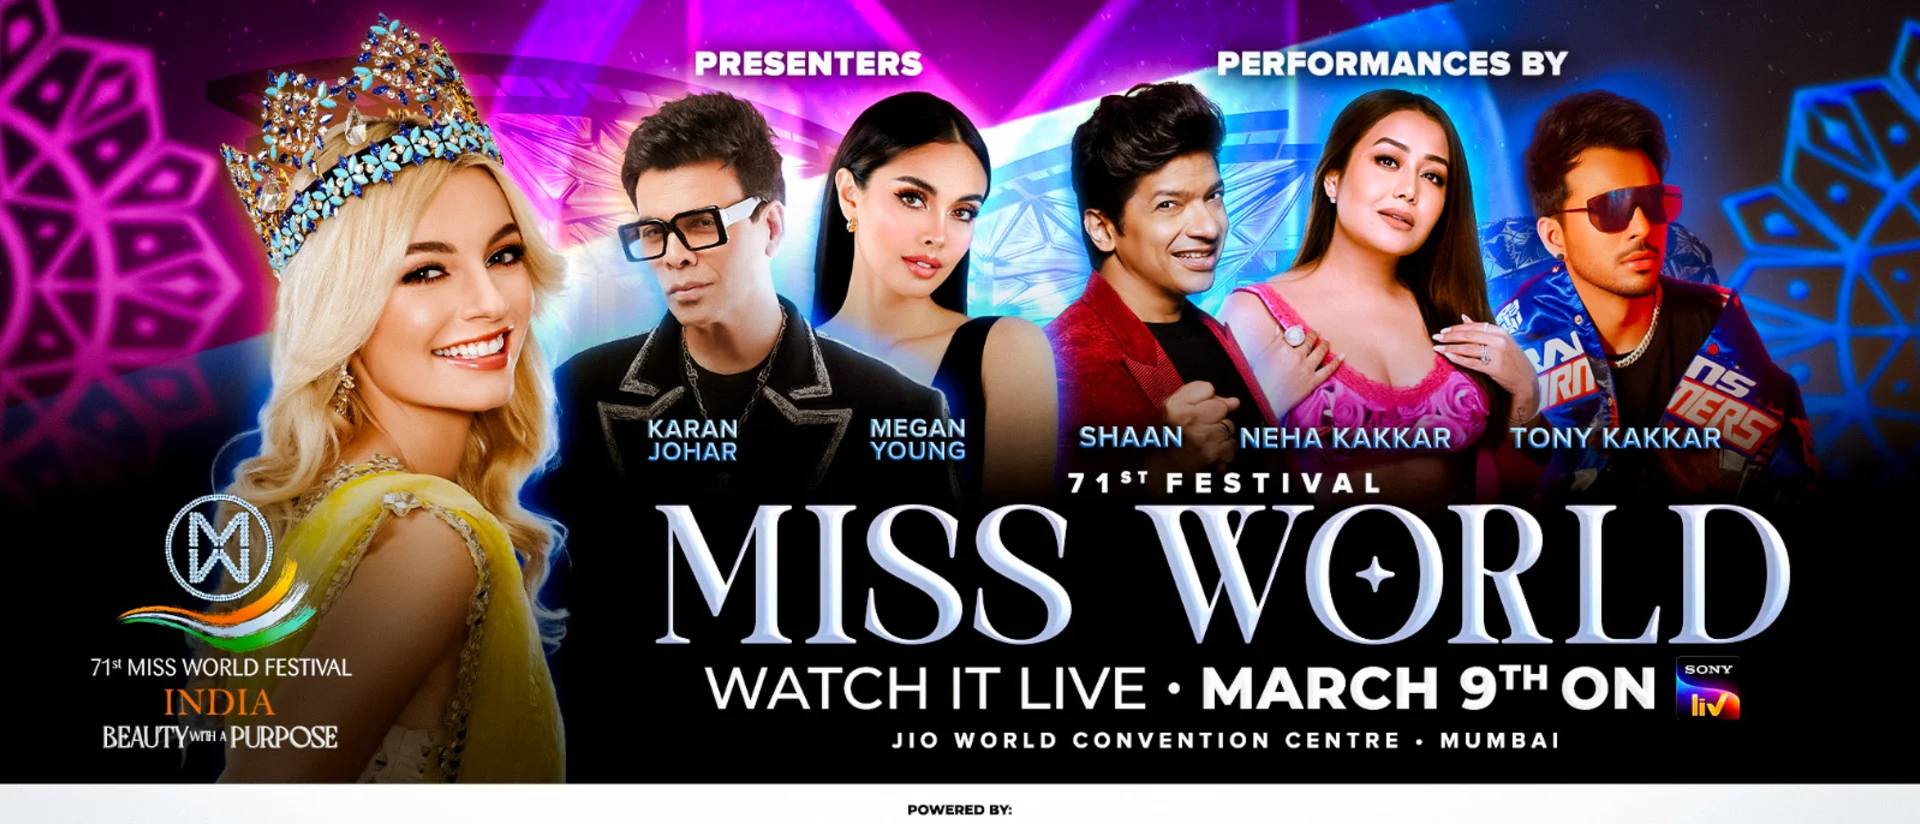 PRESENTERS
PERFORMANCES BY
KARAN
JOHAR
MEGAN
YOUNG
SHAAN
NEHA KAKKAR
TONY KAKKAR
71ST FESTIVAL
MISS WORLD
WATCH IT LIVE • MARCH 9TH ON
SONY
liv
JIO WORLD CONVENTION CENTRE • MUMBAI
71st MISS WORLD FESTIVAL
INDIA
BEAUTY WITH A PURPOSE
POWERED BY: